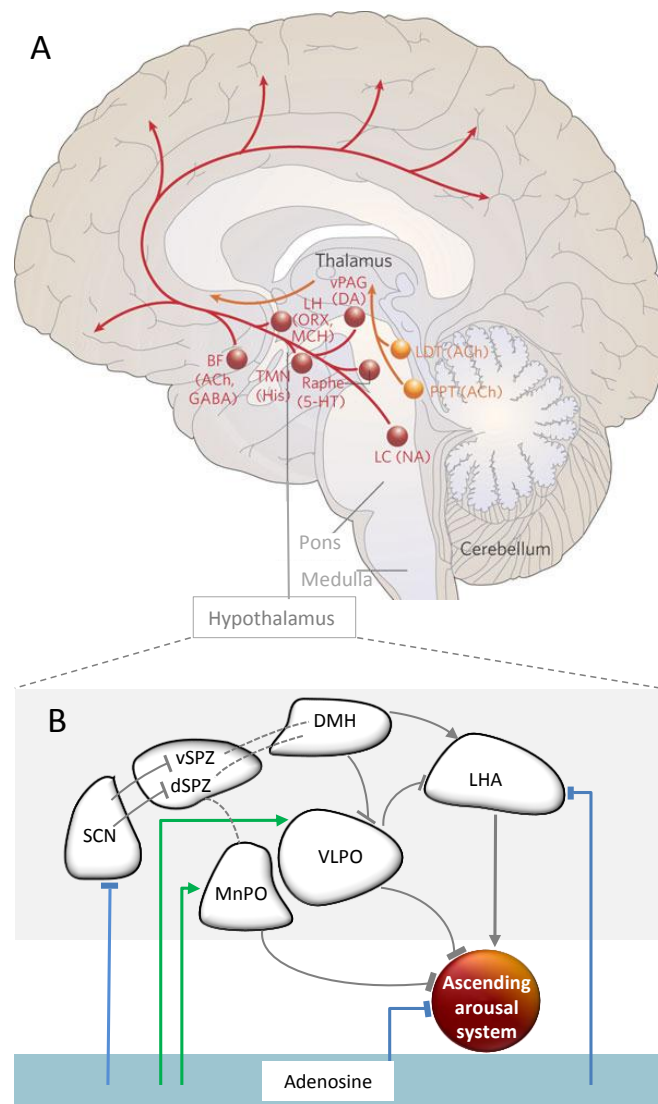 A
Thalamus
vPAG
(DA)
LH
(ORX,
MCH)
BF
(ACh,
GABA)
TMN
(His)
Raphe
(5-HT)
LDT (ACh)
PPT (ACh)
LC (NA)
Pons
Medulla
Cerebellum
Hypothalamus
B
DMH
vSPZ
dSPZ
SCN
LHA
VLPO
MnPO
Ascending
arousal
system
Adenosine